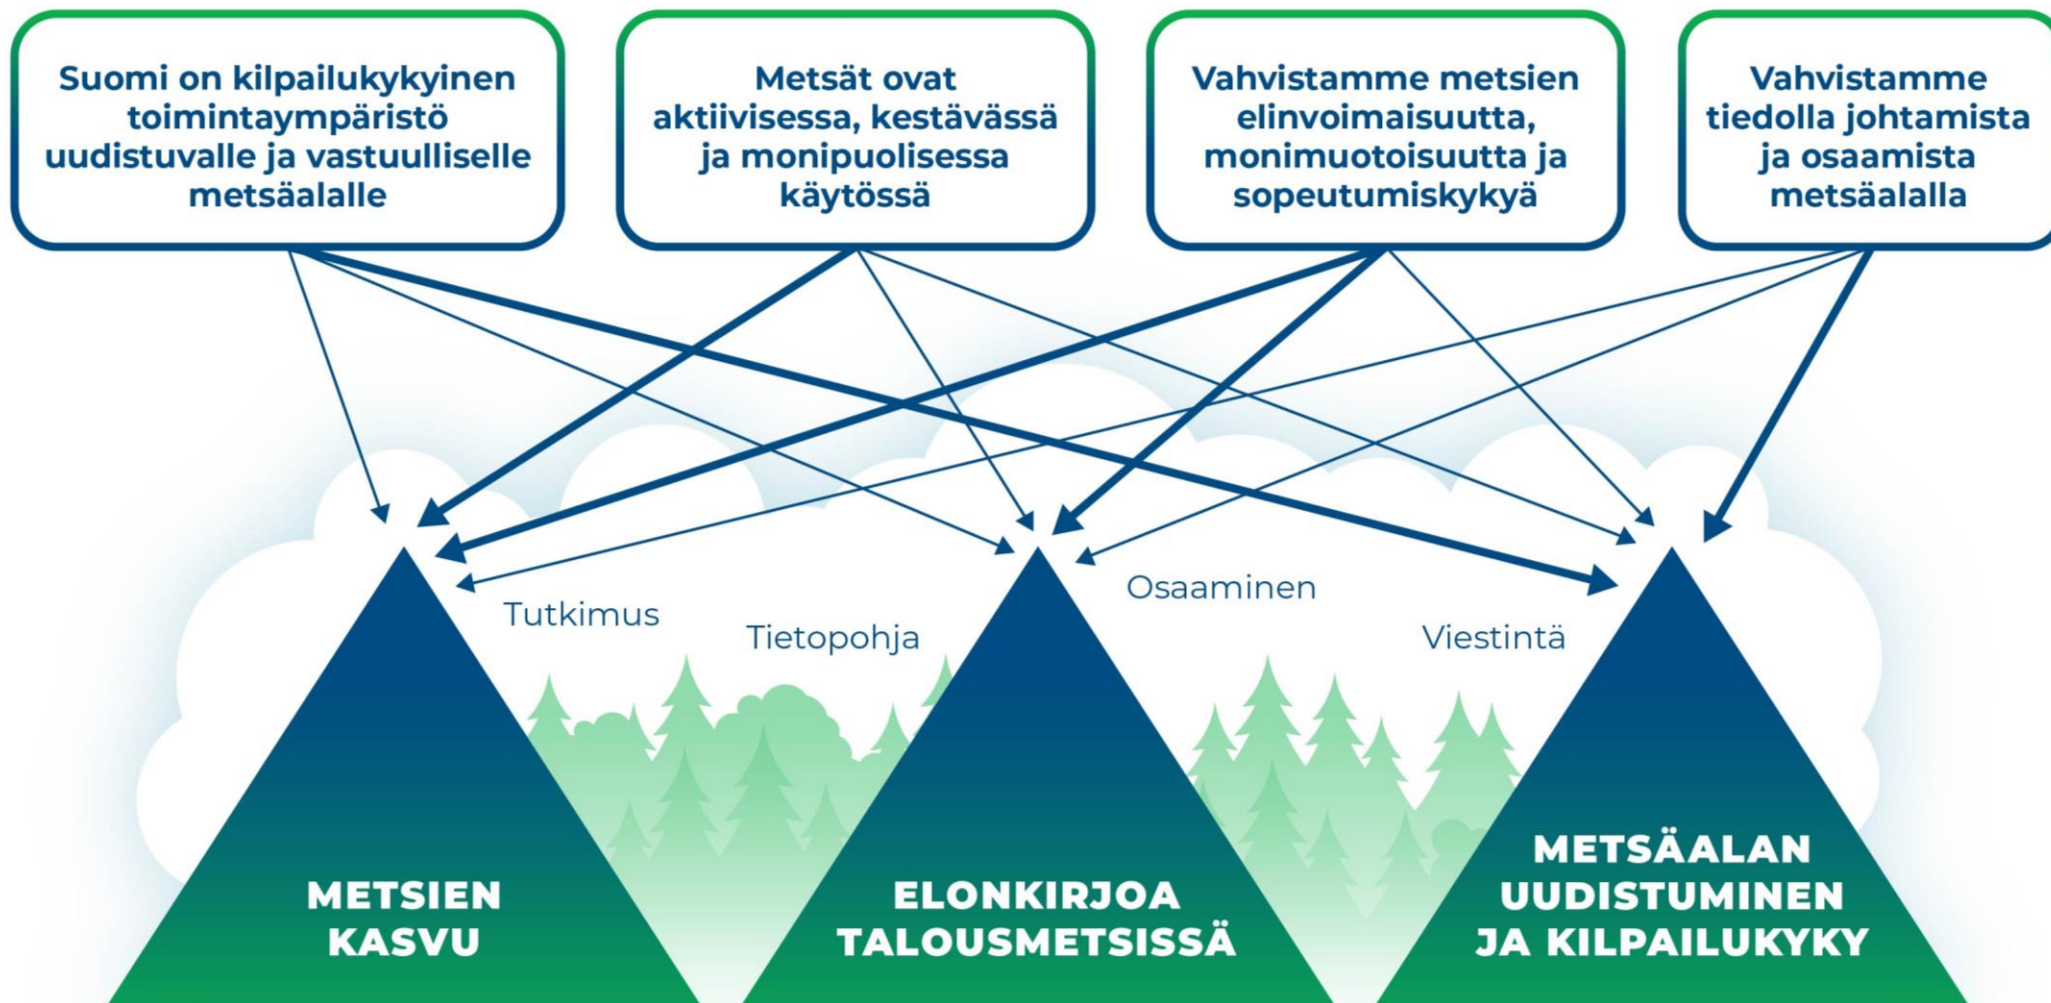 Suomi on kilpailukykyinen
toimintaympäristö
uudistuvalle ja vastuulliselle
metsäalalle
Metsät ovat
aktiivisessa, kestävässä
ja monipuolisessa
käytössä
Vahvistamme metsien
elinvoimaisuutta,
monimuotoisuutta ja
sopeutumiskykyä
Vahvistamme
tiedolla johtamista
ja osaamista
metsäalalla
Tutkimus
Tietopohja
Osaaminen
Viestintä
METSIEN
KASVU
ELONKIRJOA
TALOUSMETSISSÄ
METSÄALAN
UUDISTUMINEN
JA KILPAILUKYKY